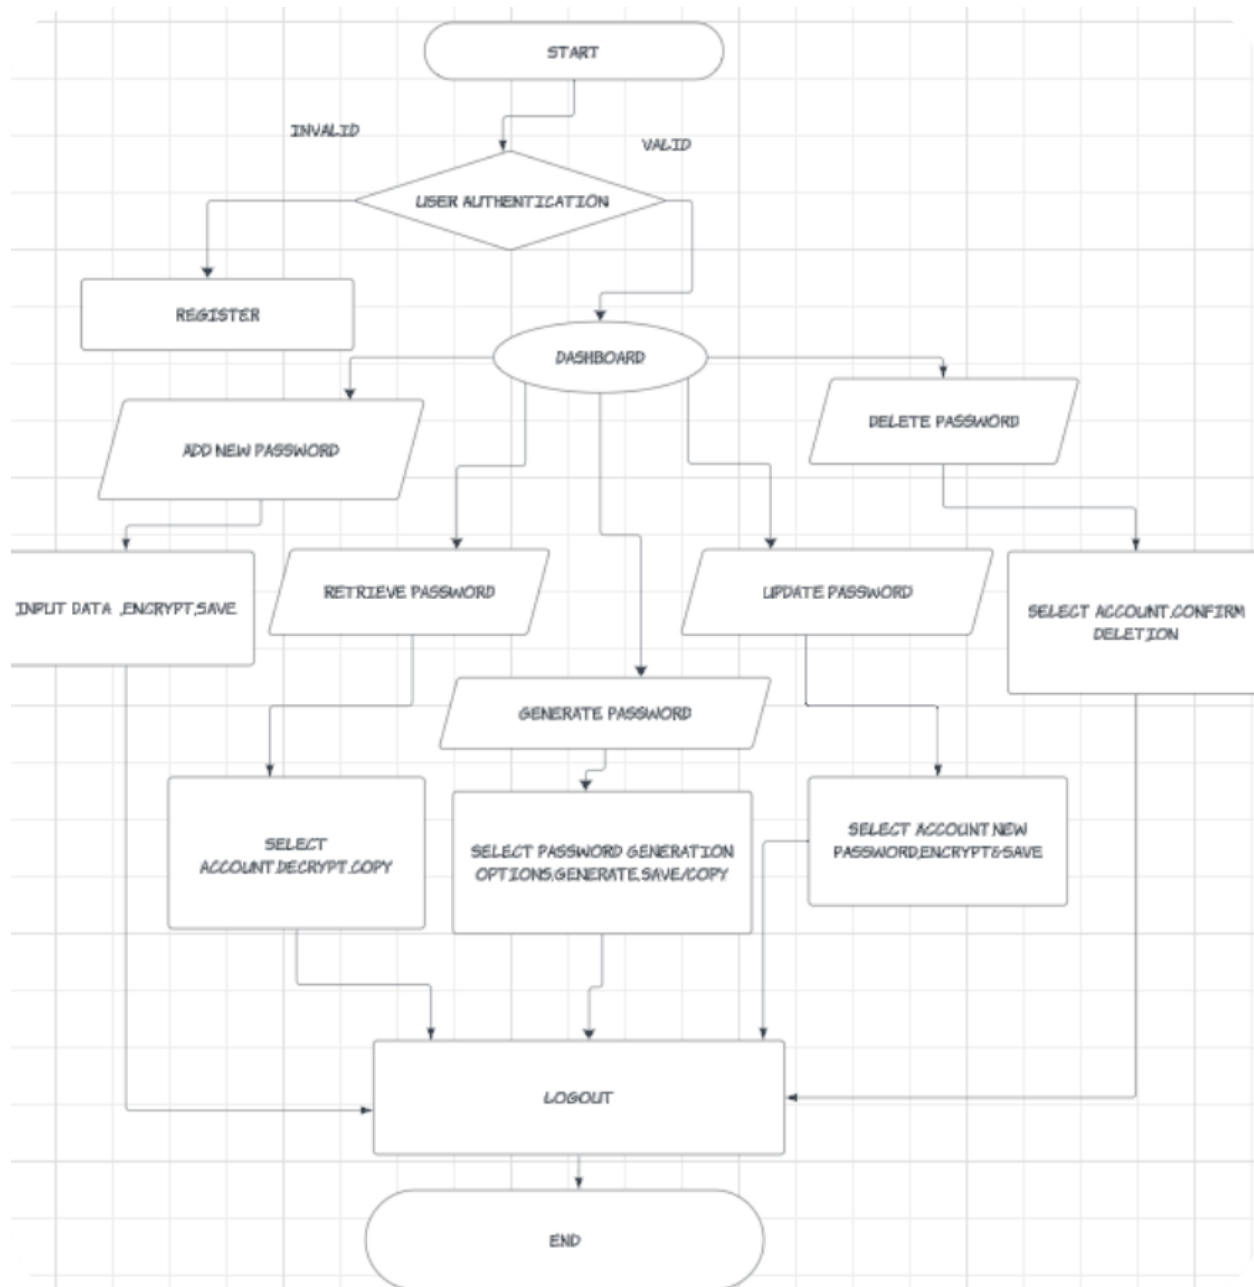 START
INVALID
VALID
USER AUTHENTICATION
REGISTER
DASHBOARD
DELETE PASSWORD
ADD NEW PASSWORD
RETRIEVE PASSWORD
UPDATE PASSWORD
INPUT DATA ,ENCRYPT,SAVE
SELECT ACCOUNT,CONFIRM
DELETION
GENERATE PASSWORD
SELECT
ACCOUNT,DECRYPT,COPY
SELECT PASSWORD GENERATION
OPTIONS,GENERATE,SAVE/COPY
SELECT ACCOUNT,NEW
PASSWORD,ENCRYPT&SAVE
LOGOUT
END